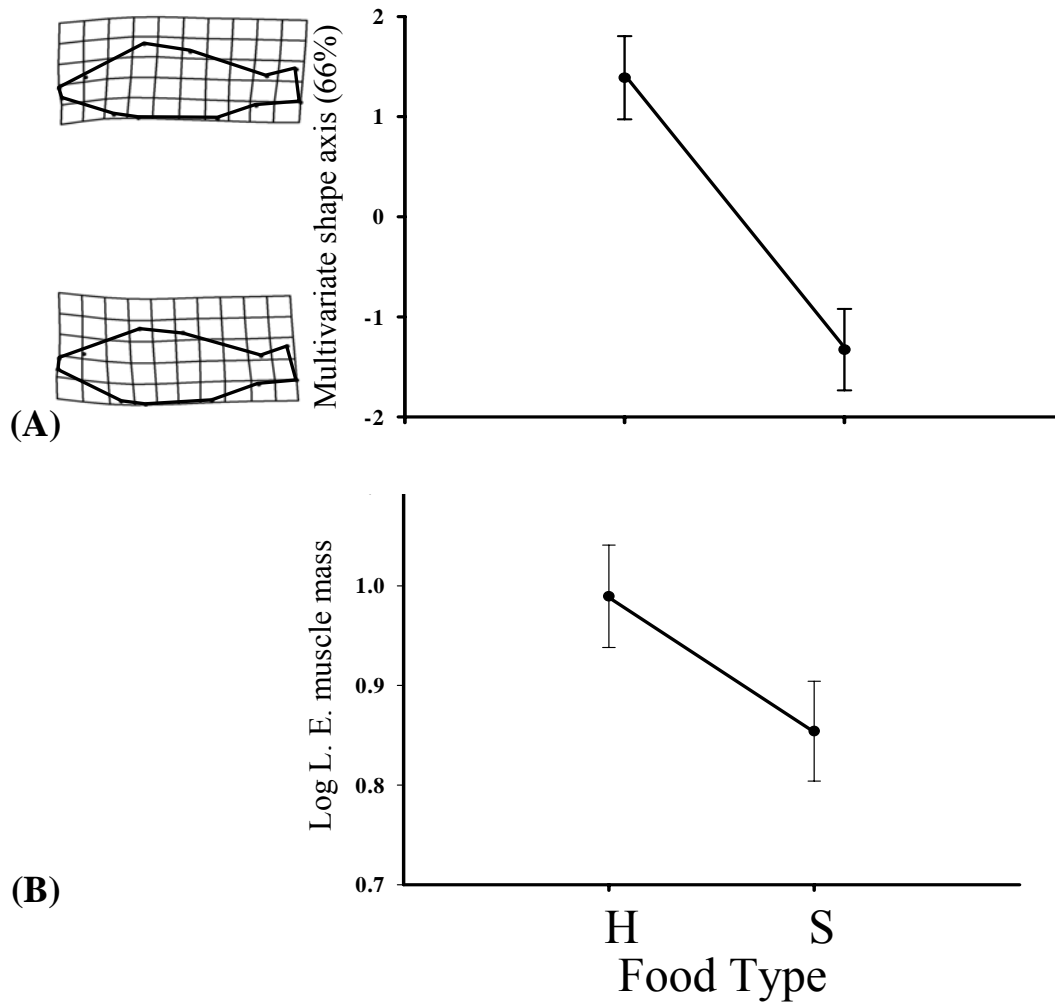 Multivariate shape axis (66%)
2
1
0
-1
-2
(A)
Log L. E. muscle mass
1.0
0.9
0.8
0.7
(B)
H S
Food Type